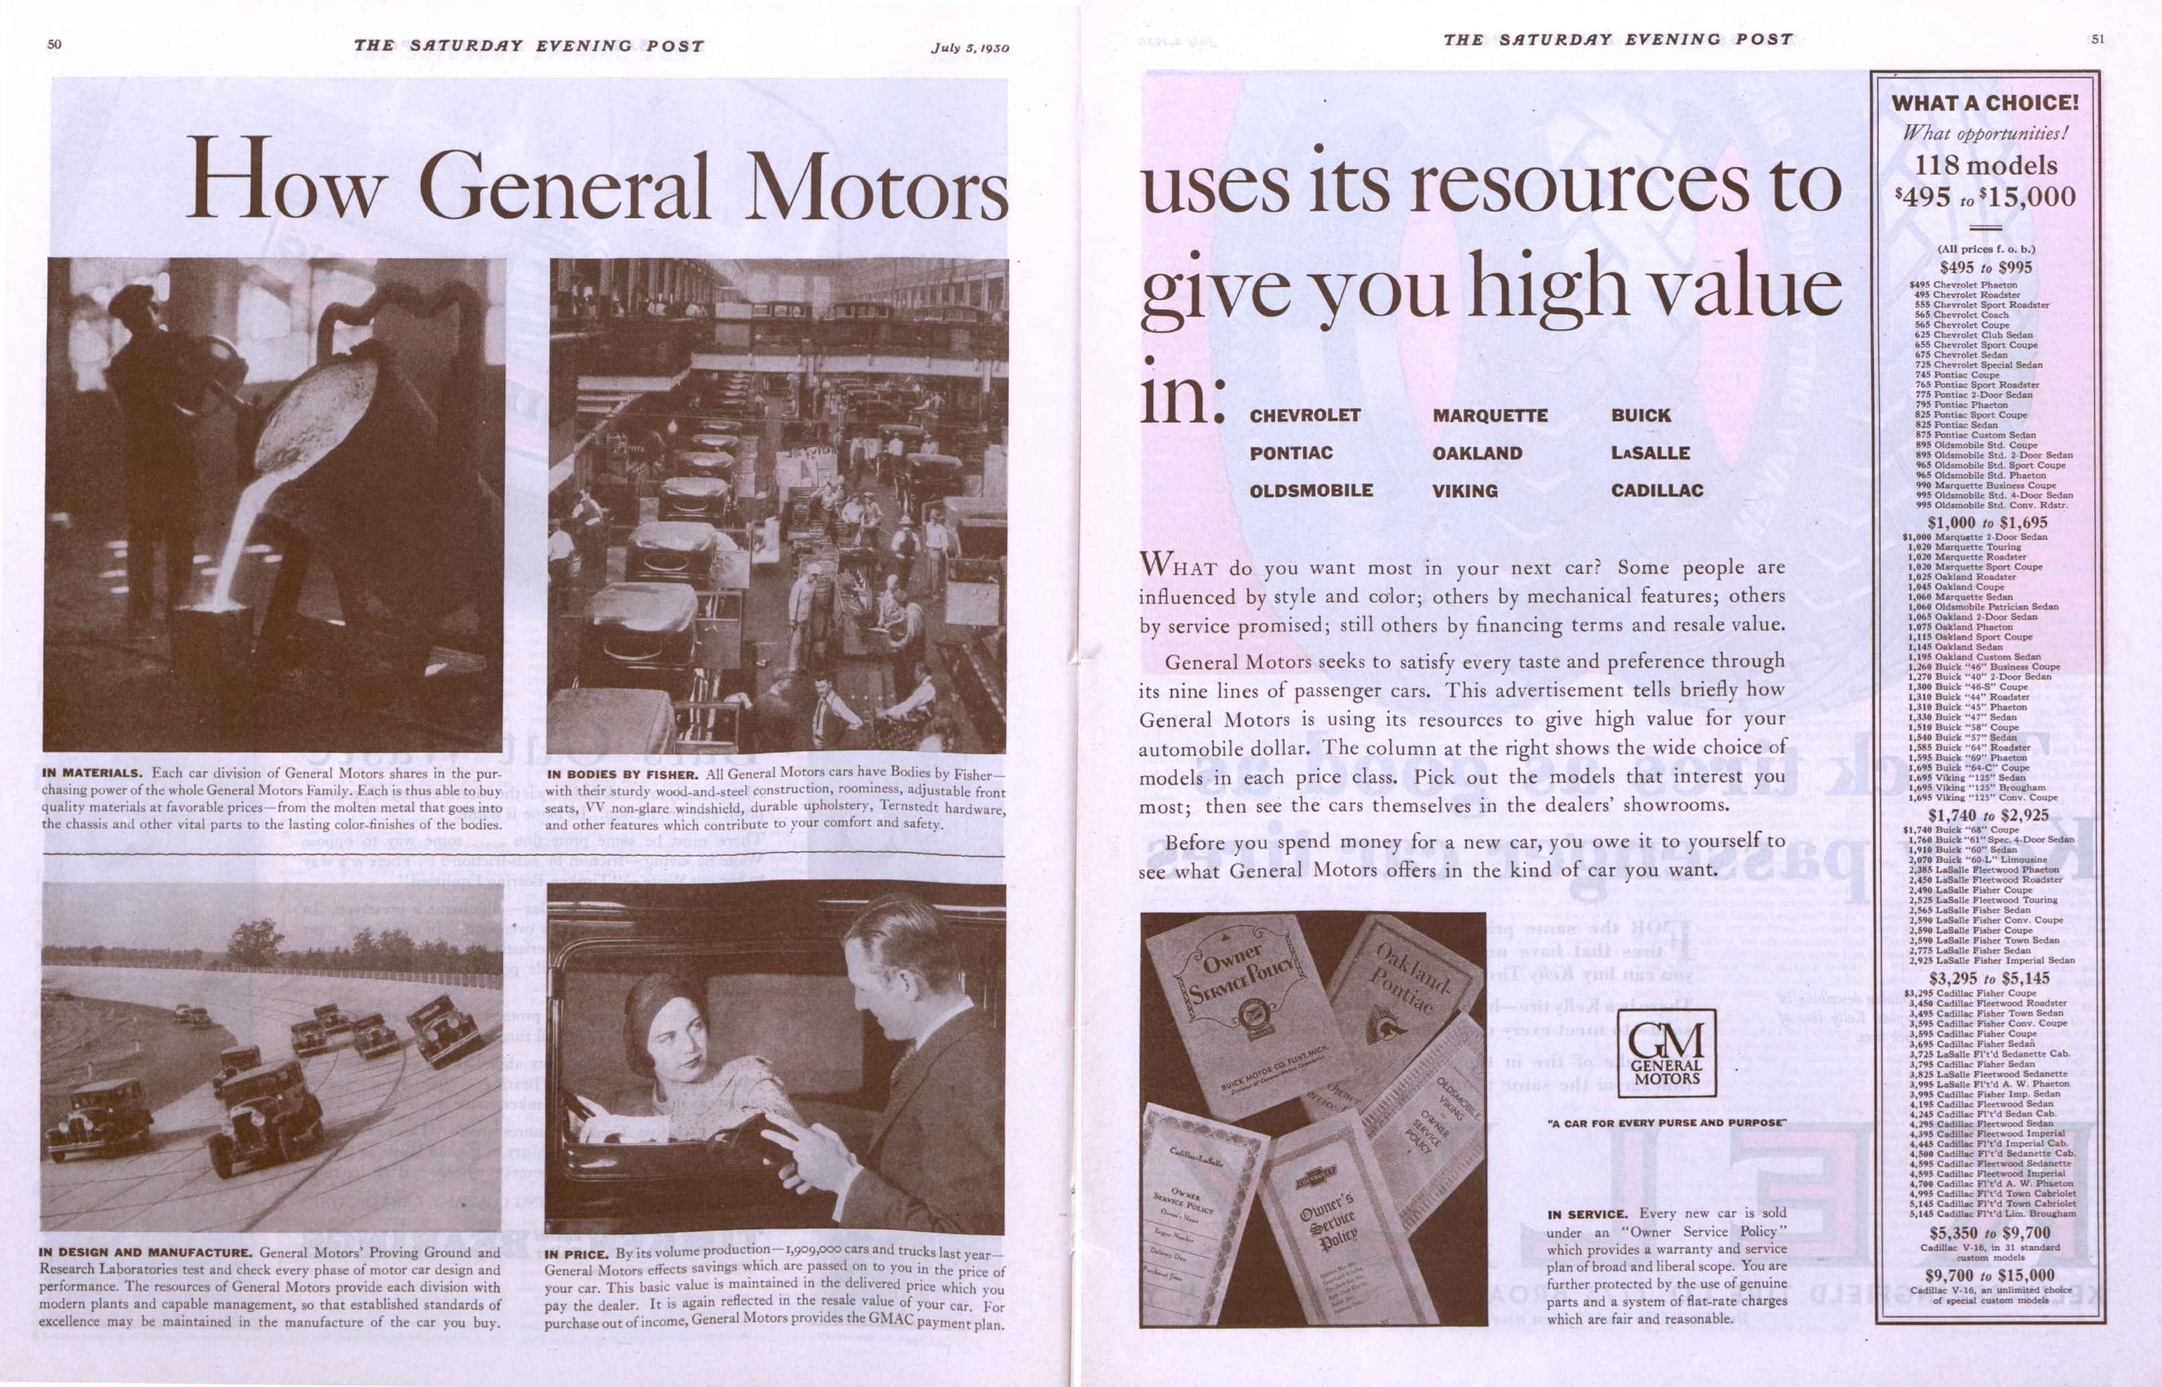 50
THE SATURDAY EVENING POST
July 5, 1930
How General Motors
IN MATERIALS. Each car division of General Motors shares in the pur-
chasing power of the whole General Motors Family. Each is thus able to buy
quality materials at favorable prices—from the molten metal that goes into
the chassis and other vital parts to the lasting color-finishes of the bodies.
IN BODIES BY FISHER. All General Motors cars have Bodies by Fisher—
with their sturdy wood-and-steel construction, roominess, adjustable front
seats, VV non-glare windshield, durable upholstery, Ternstedt hardware,
and other features which contribute to your comfort and safety.
IN DESIGN AND MANUFACTURE. General Motors' Proving Ground and
Research Laboratories test and check every phase of motor car design and
performance. The resources of General Motors provide each division with
modern plants and capable management, so that established standards of
excellence may be maintained in the manufacture of the car you buy.
IN PRICE. By its volume production—1,909,000 cars and trucks last year—
General Motors effects savings which are passed on to you in the price of
your car. This basic value is maintained in the delivered price which you
pay the dealer. It is again reflected in the resale value of your car. For
purchase out of income, General Motors provides the GMAC payment plan.
THE SATURDAY EVENING POST
51
uses its resources to
give you high value
in:
CHEVROLET MARQUETTE BUICK
PONTIAC OAKLAND LASALLE
OLDSMOBILE VIKING CADILLAC
WHAT do you want most in your next car? Some people are
influenced by style and color; others by mechanical features; others
by service promised; still others by financing terms and resale value.
General Motors seeks to satisfy every taste and preference through
its nine lines of passenger cars. This advertisement tells briefly how
General Motors is using its resources to give high value for your
automobile dollar. The column at the right shows the wide choice of
models in each price class. Pick out the models that interest you
most; then see the cars themselves in the dealers' showrooms.
Before you spend money for a new car, you owe it to yourself to
see what General Motors offers in the kind of car you want.
Owner
SERVICE POLICY
BUICK MOTOR CO. FLINT, MICH.
Division of General Motors Corporation
Oakland-
Pontiac
Owner
Service
OLDSMOBILE
VIKING
OWNER
SERVICE
POLICY
Cadillac-LaSalle
OWNER
SERVICE POLICY
Owner's Name
Engine Number
Delivery Date
Purchased from
CHEVROLET
Owner's
Service
Policy
GM
GENERAL
MOTORS
"A CAR FOR EVERY PURSE AND PURPOSE"
IN SERVICE. Every new car is sold
under an "Owner Service Policy"
which provides a warranty and service
plan of broad and liberal scope. You are
further protected by the use of genuine
parts and a system of flat-rate charges
which are fair and reasonable.
WHAT A CHOICE!
What opportunities!
118 models
$495 to $15,000
(All prices f. o. b.)
$495 to $995
$495 Chevrolet Phaeton
495 Chevrolet Roadster
555 Chevrolet Sport Roadster
565 Chevrolet Coach
565 Chevrolet Coupe
625 Chevrolet Club Sedan
655 Chevrolet Sport Coupe
675 Chevrolet Sedan
725 Chevrolet Special Sedan
745 Pontiac Coupe
765 Pontiac Sport Roadster
775 Pontiac 2-Door Sedan
795 Pontiac Phaeton
825 Pontiac Sport Coupe
825 Pontiac Sedan
875 Pontiac Custom Sedan
895 Oldsmobile Std. Coupe
895 Oldsmobile Std. 2-Door Sedan
965 Oldsmobile Std. Sport Coupe
965 Oldsmobile Std. Phaeton
990 Marquette Business Coupe
995 Oldsmobile Std. 4-Door Sedan
995 Oldsmobile Std. Conv. Rdstr.
$1,000 to $1,695
$1,000 Marquette 2-Door Sedan
1,020 Marquette Touring
1,020 Marquette Roadster
1,020 Marquette Sport Coupe
1,025 Oakland Roadster
1,045 Oakland Coupe
1,060 Marquette Sedan
1,060 Oldsmobile Patrician Sedan
1,065 Oakland 2-Door Sedan
1,075 Oakland Phaeton
1,115 Oakland Sport Coupe
1,145 Oakland Sedan
1,195 Oakland Custom Sedan
1,260 Buick "46" Business Coupe
1,270 Buick "40" 2-Door Sedan
1,300 Buick "46-S" Coupe
1,310 Buick "44" Roadster
1,310 Buick "45" Phaeton
1,330 Buick "47" Sedan
1,510 Buick "58" Coupe
1,540 Buick "57" Sedan
1,585 Buick "64" Roadster
1,595 Buick "69" Phaeton
1,695 Buick "64-C" Coupe
1,695 Viking "125" Sedan
1,695 Viking "125" Brougham
1,695 Viking "125" Conv. Coupe
$1,740 to $2,925
$1,740 Buick "68" Coupe
1,760 Buick "61" Spec. 4-Door Sedan
1,910 Buick "60" Sedan
2,070 Buick "60-L" Limousine
2,385 LaSalle Fleetwood Phaeton
2,450 LaSalle Fleetwood Roadster
2,490 LaSalle Fisher Coupe
2,525 LaSalle Fleetwood Touring
2,565 LaSalle Fisher Sedan
2,590 LaSalle Fisher Conv. Coupe
2,590 LaSalle Fisher Coupe
2,590 LaSalle Fisher Town Sedan
2,775 LaSalle Fisher Sedan
2,925 LaSalle Fisher Imperial Sedan
$3,295 to $5,145
$3,295 Cadillac Fisher Coupe
3,450 Cadillac Fleetwood Roadster
3,495 Cadillac Fisher Town Sedan
3,595 Cadillac Fisher Conv. Coupe
3,595 Cadillac Fisher Coupe
3,695 Cadillac Fisher Sedan
3,725 LaSalle Fl't'd Sedanette Cab.
3,795 Cadillac Fisher Sedan
3,825 LaSalle Fleetwood Sedanette
3,995 LaSalle Fl't'd A. W. Phaeton
3,995 Cadillac Fisher Imp. Sedan
4,195 Cadillac Fleetwood Sedan
4,245 Cadillac Fl't'd Sedan Cab.
4,295 Cadillac Fleetwood Sedan
4,395 Cadillac Fleetwood Imperial
4,445 Cadillac Fl't'd Imperial Cab.
4,500 Cadillac Fl't'd Sedanette Cab.
4,595 Cadillac Fleetwood Sedanette
4,595 Cadillac Fleetwood Imperial
4,700 Cadillac Fl't'd A. W. Phaeton
4,995 Cadillac Fl't'd Town Cabriolet
5,145 Cadillac Fl't'd Town Cabriolet
5,145 Cadillac Fl't'd Lim. Brougham
$5,350 to $9,700
Cadillac V-16, in 31 standard
custom models
$9,700 to $15,000
Cadillac V-16, an unlimited choice
of special custom models